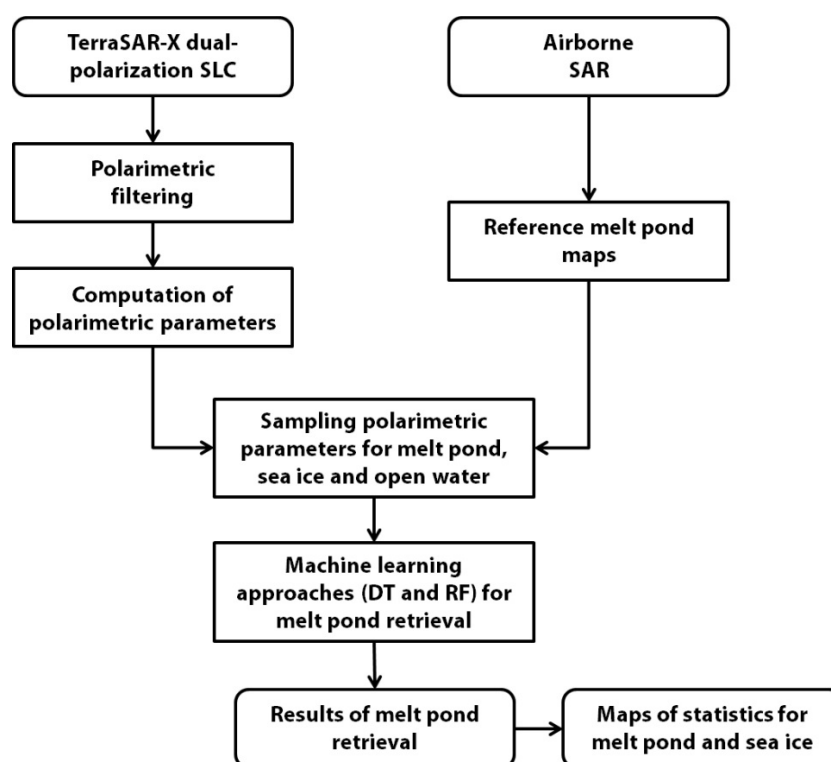 TerraSAR-X dual-
polarization SLC
Airborne
SAR
Polarimetric
filtering
Reference melt pond
maps
Computation of
polarimetric parameters
Sampling polarimetric
parameters for melt pond,
sea ice and open water
Machine learning
approaches (DT and RF) for
melt pond retrieval
Results of melt pond
retrieval
Maps of statistics for
melt pond and sea ice